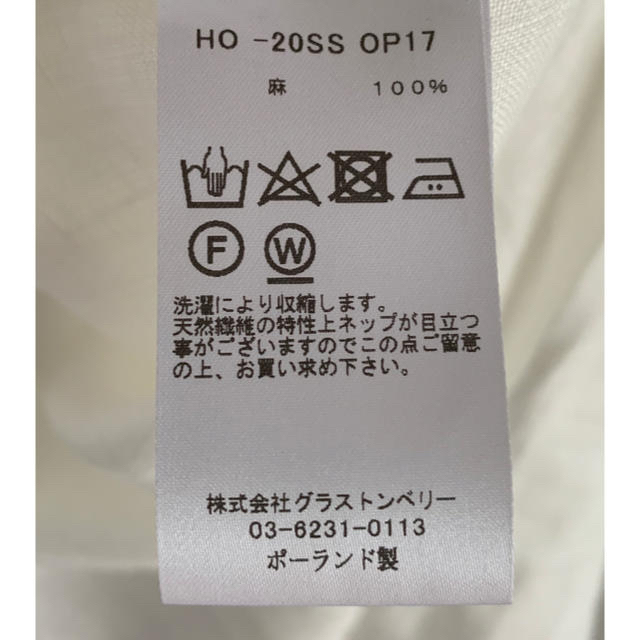 HO -20SS OP17
麻 100%
F W
洗濯により収縮します。
天然繊維の特性上ネップが目立つ
事がございますのでこの点ご留意
の上、お買い求め下さい。
株式会社グラストンベリー
03-6231-0113
ポーランド製